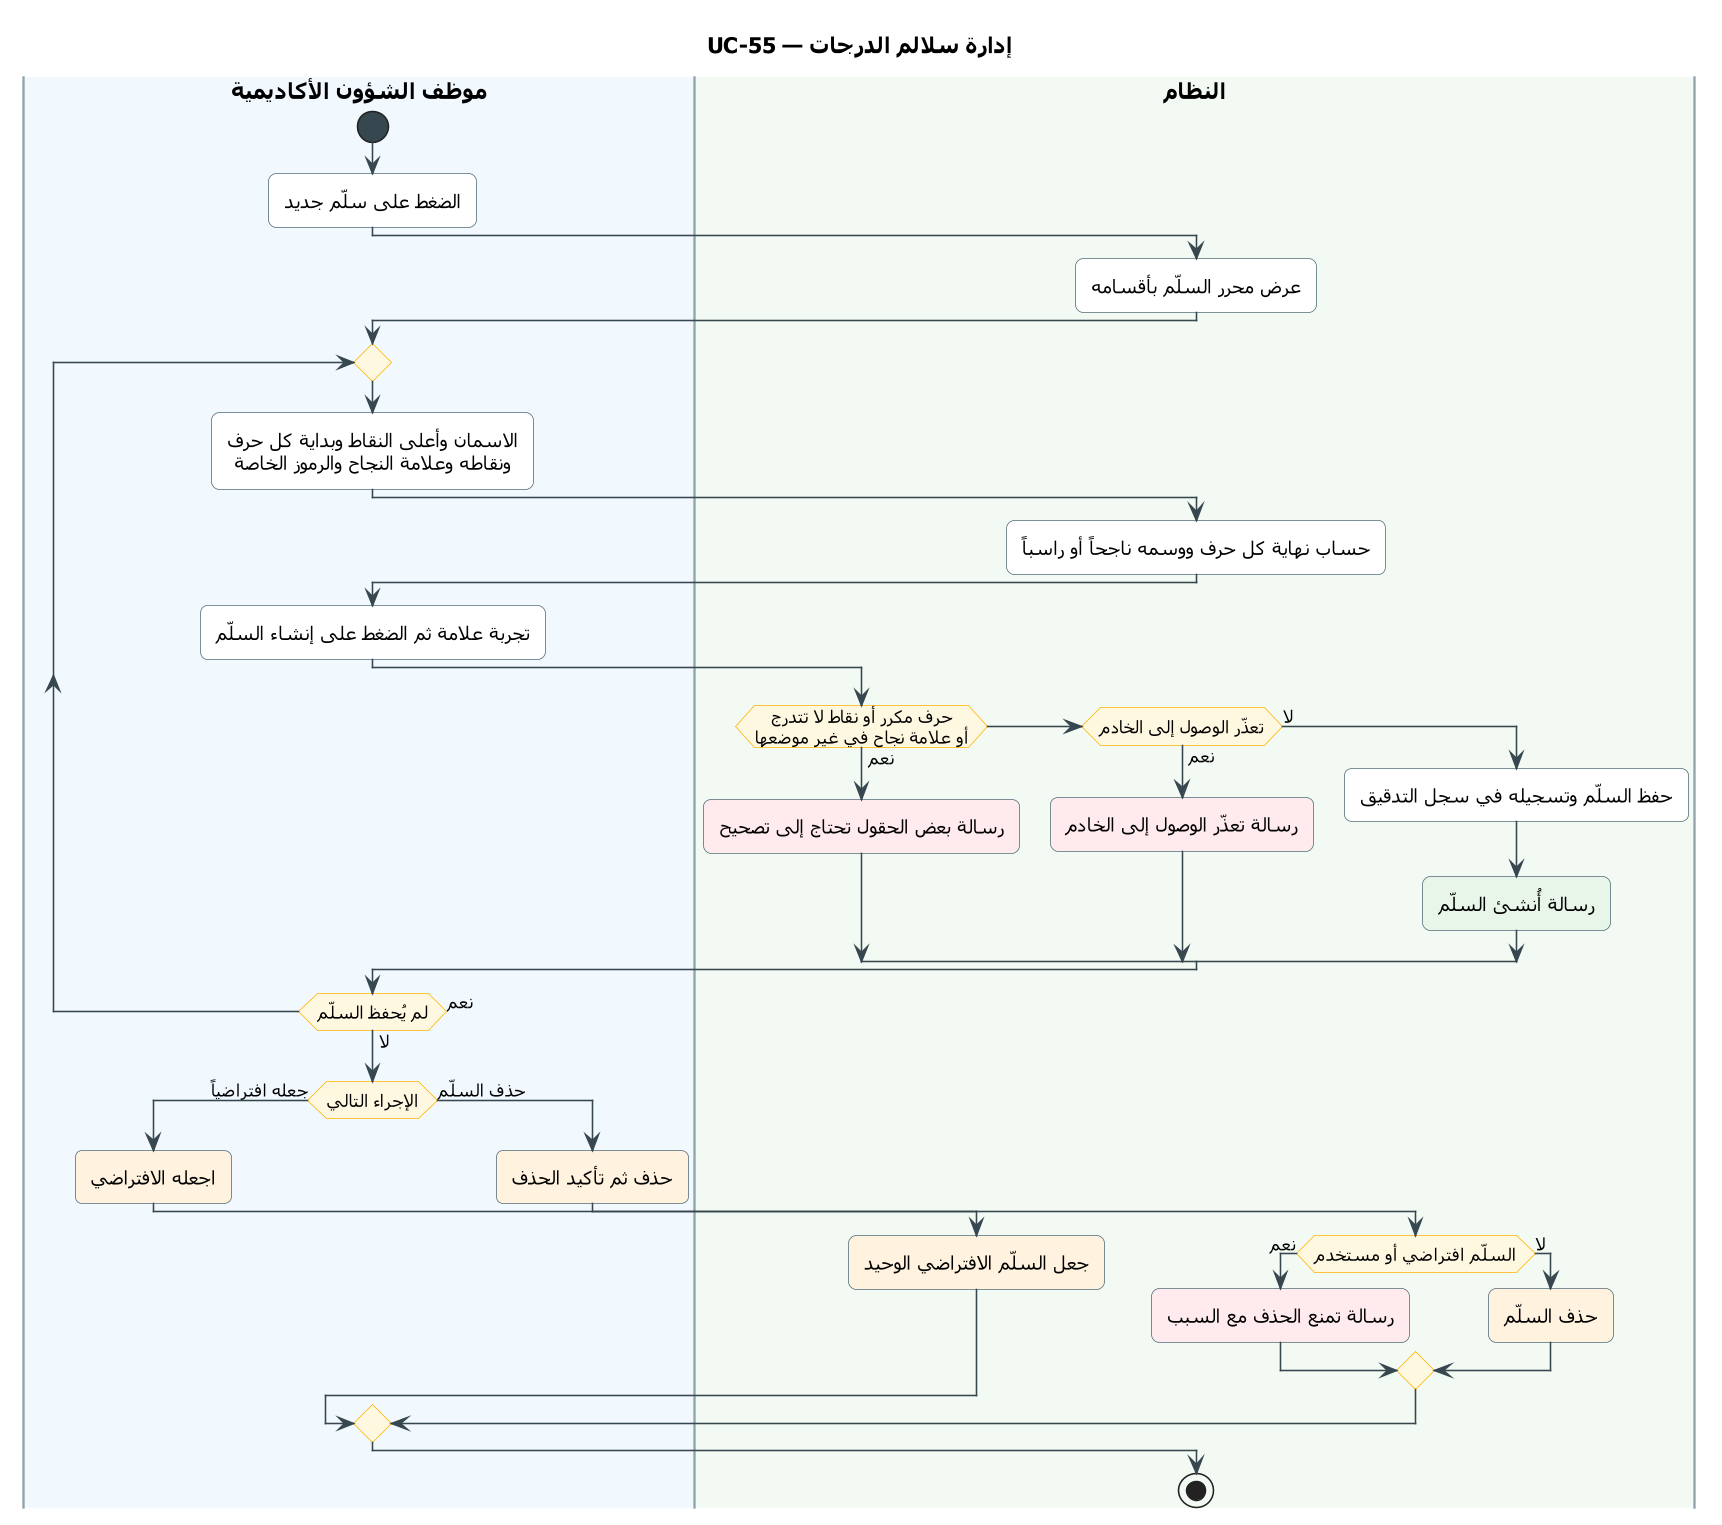 إدارة سلالم الدرجات — UC-55
موظف الشؤون الأكاديمية
النظام
الضغط على سلّم جديد
عرض محرر السلّم بأقسامه
الاسمان وأعلى النقاط وبداية كل حرف
ونقاطه وعلامة النجاح والرموز الخاصة
حساب نهاية كل حرف ووسمه ناجحاً أو راسباً
تجربة علامة ثم الضغط على إنشاء السلّم
حرف مكرر أو نقاط لا تتدرج
أو علامة نجاح في غير موضعها
نعم
تعذّر الوصول إلى الخادم
لا
نعم
حفظ السلّم وتسجيله في سجل التدقيق
رسالة بعض الحقول تحتاج إلى تصحيح
رسالة تعذّر الوصول إلى الخادم
رسالة أُنشئ السلّم
لم يُحفظ السلّم
نعم
لا
الإجراء التالي
جعله افتراضياً
حذف السلّم
اجعله الافتراضي
حذف ثم تأكيد الحذف
جعل السلّم الافتراضي الوحيد
السلّم افتراضي أو مستخدم
نعم
لا
رسالة تمنع الحذف مع السبب
حذف السلّم